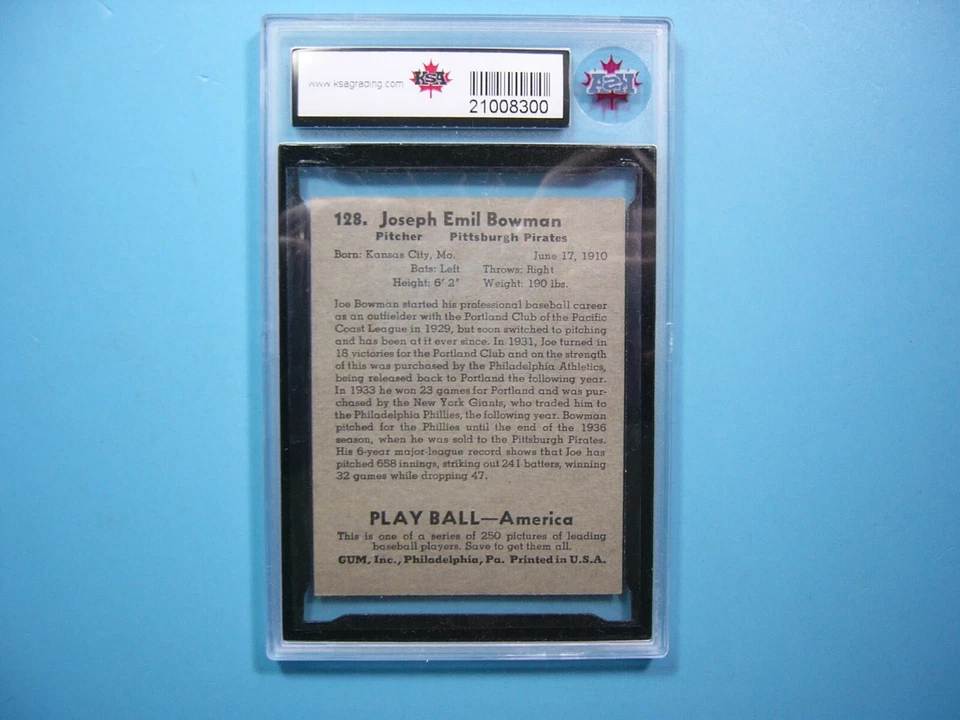 www.ksagrading.com
KSA
21008300
KSA
128. Joseph Emil Bowman
Pitcher Pittsburgh Pirates
Born: Kansas City, Mo. June 17, 1910
Bats: Left Throws: Right
Height: 6' 2" Weight: 190 lbs.
Joe Bowman started his professional baseball career
as an outfielder with the Portland Club of the Pacific
Coast League in 1929, but soon switched to pitching
and has been at it ever since. In 1931, Joe turned in
18 victories for the Portland Club and on the strength
of this was purchased by the Philadelphia Athletics,
being released back to Portland the following year.
In 1933 he won 23 games for Portland and was pur-
chased by the New York Giants, who traded him to
the Philadelphia Phillies, the following year. Bowman
pitched for the Phillies until the end of the 1936
season, when he was sold to the Pittsburgh Pirates.
His 6-year major-league record shows that Joe has
pitched 658 innings, striking out 241 batters, winning
32 games while dropping 47.
PLAY BALL—America
This is one of a series of 250 pictures of leading
baseball players. Save to get them all.
GUM, Inc., Philadelphia, Pa. Printed in U.S.A.